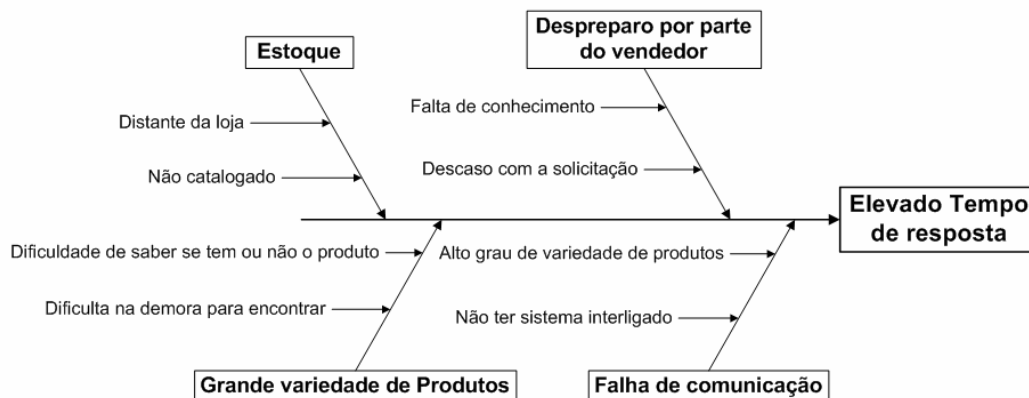 Despreparo por parte
do vendedor
Estoque
Falta de conhecimento
Distante da loja
Descaso com a solicitação
Não catalogado
Elevado Tempo
de resposta
Dificuldade de saber se tem ou não o produto
Alto grau de variedade de produtos
Dificulta na demora para encontrar
Não ter sistema interligado
Grande variedade de Produtos
Falha de comunicação